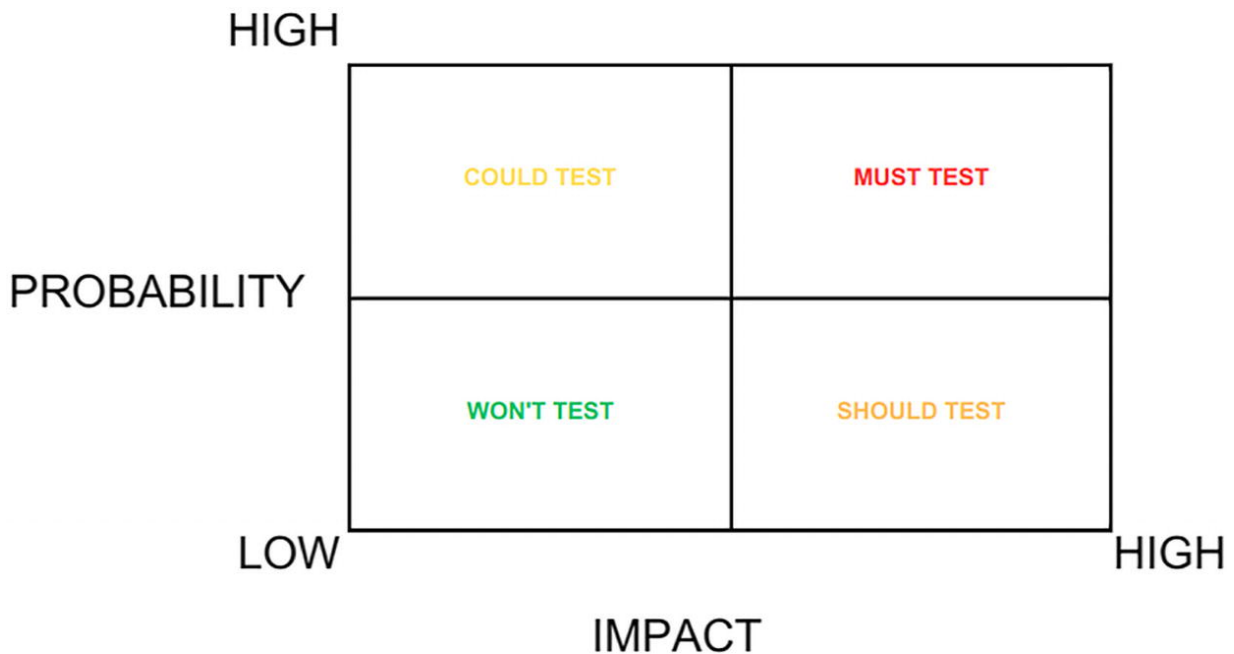 HIGH
COULD TEST
MUST TEST
PROBABILITY
WON'T TEST
SHOULD TEST
LOW
HIGH
IMPACT